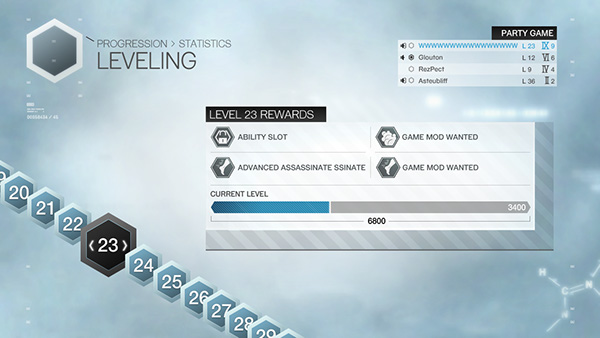 PROGRESSION > STATISTICS
LEVELING
PARTY GAME
WWWWWWWWWWWWWWWW L 23 IX 9
Glouton L 12 VI 6
RezPect L 9 IV 4
Asteubliff L 36 II 2
LEVEL 23 REWARDS
ABILITY SLOT
GAME MOD WANTED
ADVANCED ASSASSINATE SSINATE
GAME MOD WANTED
CURRENT LEVEL
3400
6800
20
21
22
< 23 >
24
25
26
27
28
29